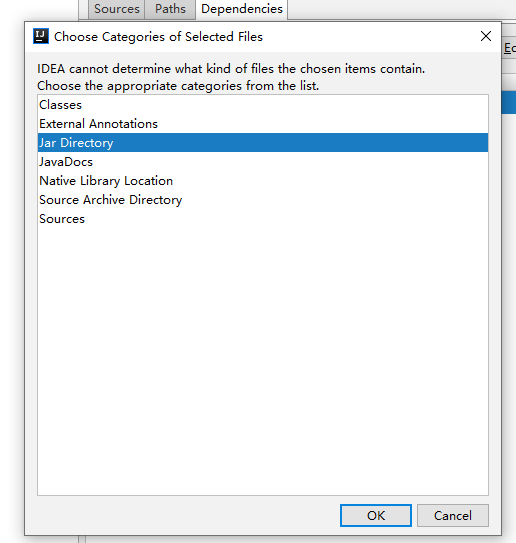 Sources Paths Dependencies
Choose Categories of Selected Files
IDEA cannot determine what kind of files the chosen items contain.
Choose the appropriate categories from the list.
Classes
External Annotations
Jar Directory
JavaDocs
Native Library Location
Source Archive Directory
Sources
OK Cancel